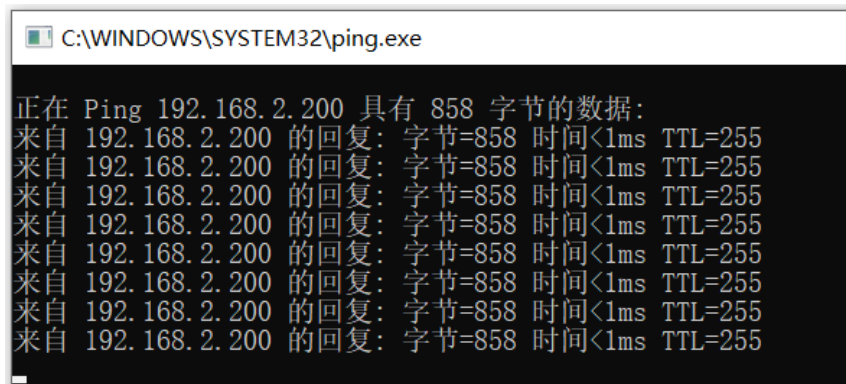 C:\WINDOWS\SYSTEM32\ping.exe
正在 Ping 192.168.2.200 具有 858 字节的数据:
来自 192.168.2.200 的回复: 字节=858 时间<1ms TTL=255
来自 192.168.2.200 的回复: 字节=858 时间<1ms TTL=255
来自 192.168.2.200 的回复: 字节=858 时间<1ms TTL=255
来自 192.168.2.200 的回复: 字节=858 时间<1ms TTL=255
来自 192.168.2.200 的回复: 字节=858 时间<1ms TTL=255
来自 192.168.2.200 的回复: 字节=858 时间<1ms TTL=255
来自 192.168.2.200 的回复: 字节=858 时间<1ms TTL=255
来自 192.168.2.200 的回复: 字节=858 时间<1ms TTL=255